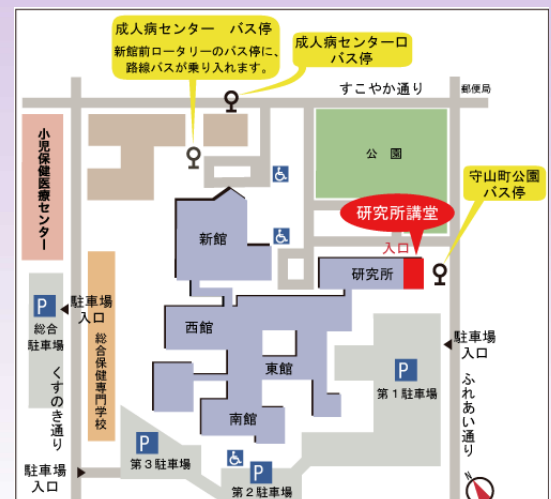 成人病センター バス停
新館前ロータリーのバス停に、
路線バスが乗り入れます。
成人病センター口
バス停
すこやか通り
郵便局
小児保健医療センター
公園
守山町公園
バス停
研究所講堂
入口
新館
研究所
P
総合
駐車場
駐車場
入口
総合保健専門学校
西館
東館
駐車場
入口
P
第1駐車場
くすのき通り
ふれあい通り
南館
P
第3駐車場
駐車場
入口
P
第2駐車場
N